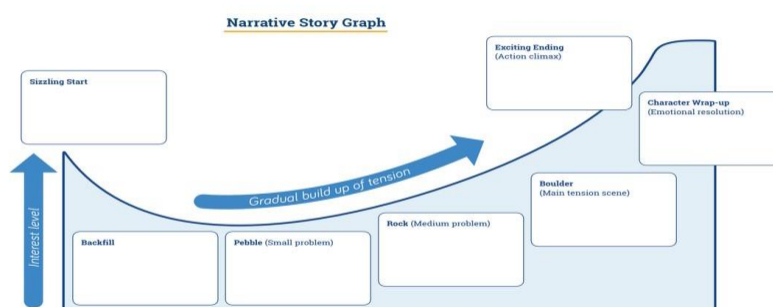 Narrative Story Graph
Sizzling Start
Exciting Ending
(Action climax)
Character Wrap-up
(Emotional resolution)
Interest level
Gradual build up of tension
Boulder
(Main tension scene)
Rock (Medium problem)
Backfill
Pebble (Small problem)